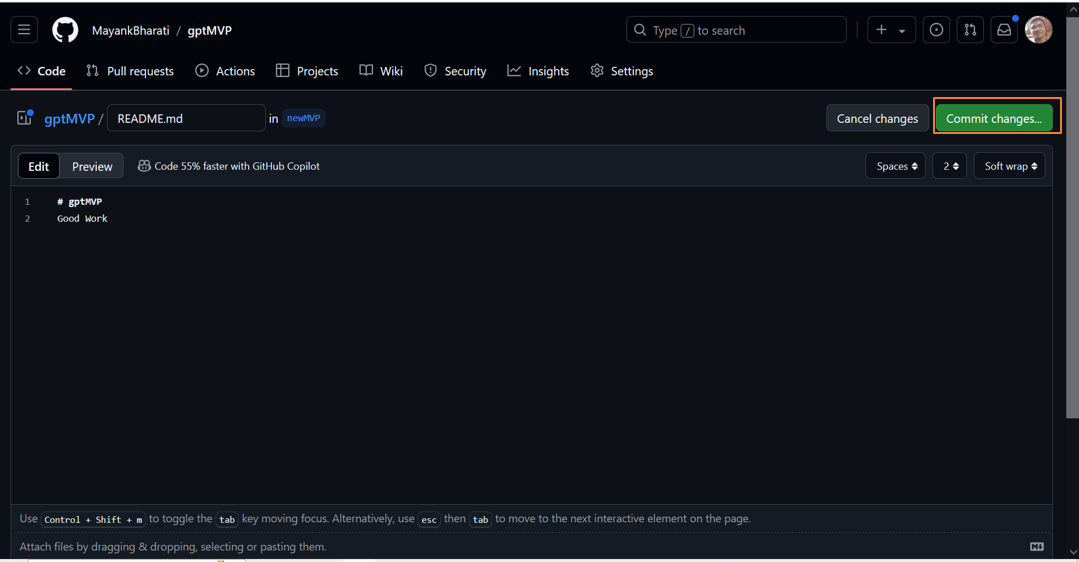 MayankBharati / gptMVP
Type / to search
Code Pull requests Actions Projects Wiki Security Insights Settings
gptMVP / README.md in newMVP Cancel changes Commit changes...
Edit Preview Code 55% faster with GitHub Copilot Spaces 2 Soft wrap
1 # gptMVP
2 Good Work
Use Control + Shift + m to toggle the tab key moving focus. Alternatively, use esc then tab to move to the next interactive element on the page.
Attach files by dragging & dropping, selecting or pasting them.